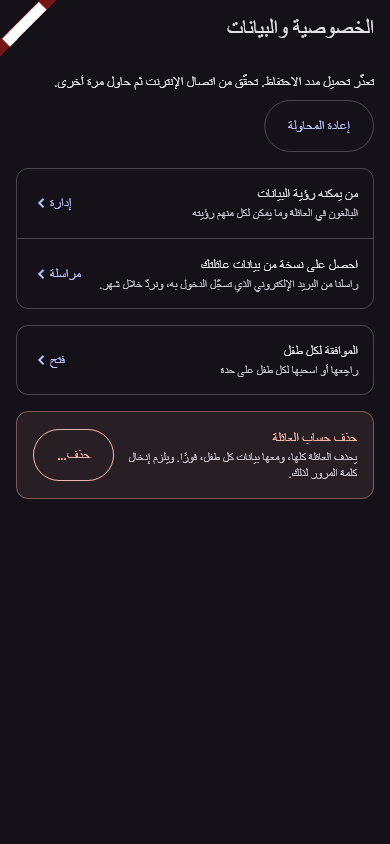 الخصوصية والبيانات
تعذّر تحميل مدد الاحتفاظ. تحقّق من اتصال الإنترنت ثم حاول مرة أخرى.
إعادة المحاولة
من يمكنه رؤية البيانات
البالغون في العائلة وما يمكن لكل منهم رؤيته
إدارة
احصل على نسخة من بيانات عائلتك
راسلنا من البريد الإلكتروني الذي تسجّل الدخول به، ونردّ خلال شهر.
مراسلة
الموافقة لكل طفل
راجعها أو اسحبها لكل طفل على حدة
فتح
حذف حساب العائلة
يحذف العائلة كلها، ومعها بيانات كل طفل، فورًا. ويلزم إدخال
كلمة المرور لذلك.
حذف...